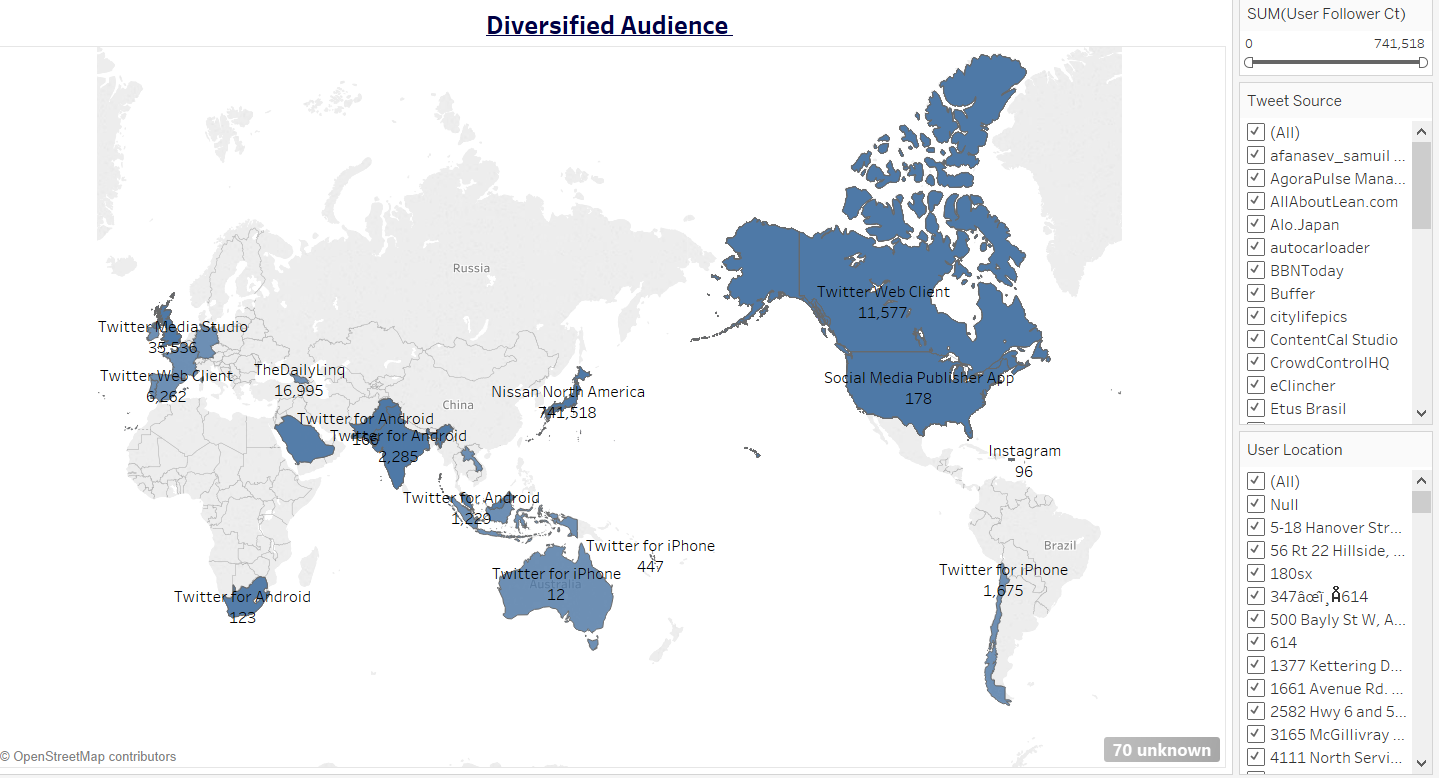 Diversified Audience
Russia
China
Brazil
Australia
Twitter Web Client
11,577
Twitter Media Studio
35,536
TheDailyLinq
16,995
Twitter Web Client
6,262
Social Media Publisher App
178
Nissan North America
741,518
Twitter for Android
166
Twitter for Android
2,285
Instagram
96
Twitter for Android
1,229
Twitter for iPhone
447
Twitter for iPhone
12
Twitter for iPhone
1,675
Twitter for Android
123
© OpenStreetMap contributors
70 unknown
SUM(User Follower Ct)
0 741,518
Tweet Source
(All)
afanasev_samuil ...
AgoraPulse Mana...
AllAboutLean.com
Alo.Japan
autocarloader
BBNToday
Buffer
citylifepics
ContentCal Studio
CrowdControlHQ
eClincher
Etus Brasil
User Location
(All)
Null
5-18 Hanover Str...
56 Rt 22 Hillside, ...
180sx
500 Bayly St W, A...
614
1377 Kettering D...
1661 Avenue Rd. ...
2582 Hwy 6 and 5...
3165 McGillivray ...
4111 North Servi...